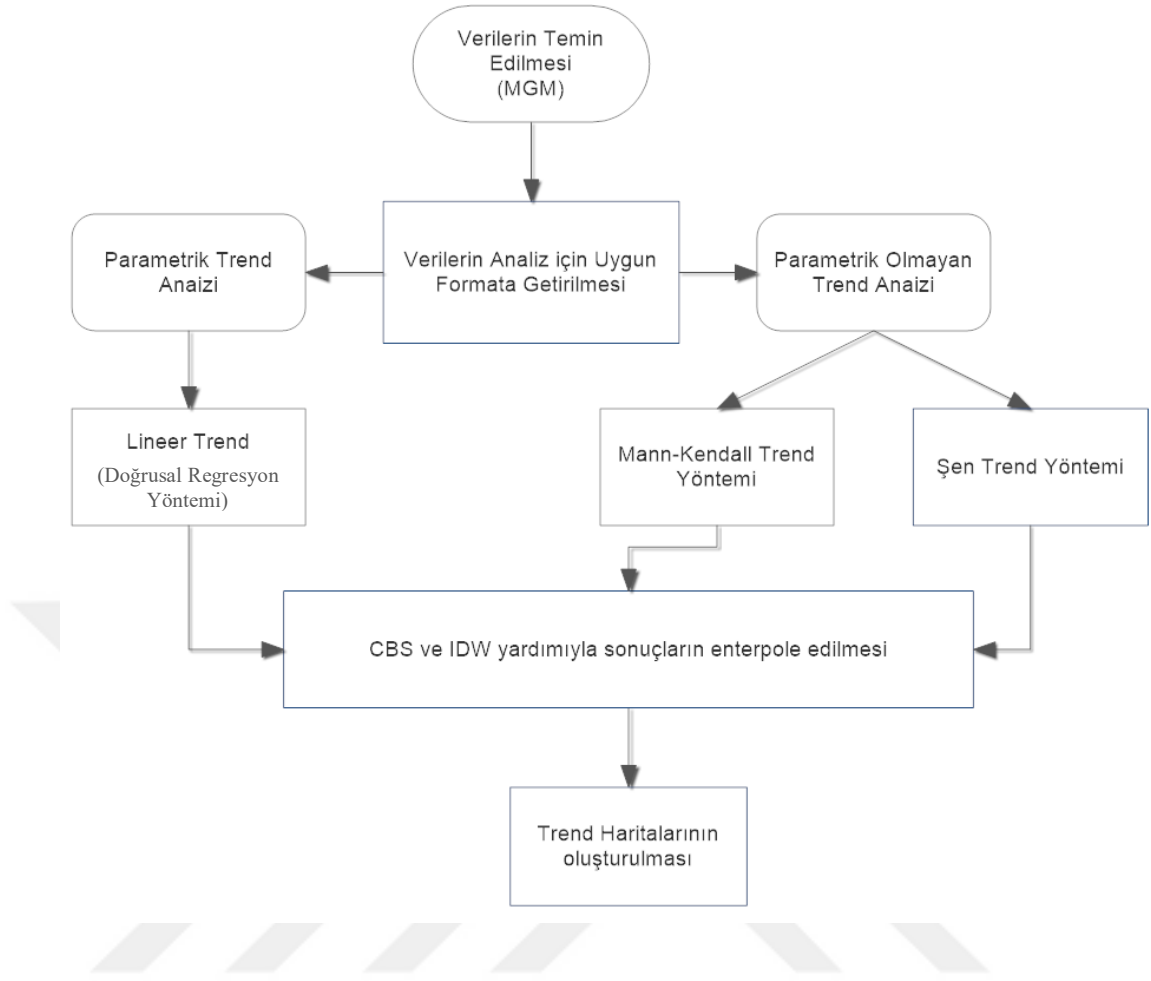 Verilerin Temin
Edilmesi
(MGM)
Parametrik Trend
Anaizi
Verilerin Analiz için Uygun
Formata Getirilmesi
Parametrik Olmayan
Trend Anaizi
Lineer Trend
(Doğrusal Regresyon
Yöntemi)
Mann-Kendall Trend
Yöntemi
Şen Trend Yöntemi
CBS ve IDW yardımıyla sonuçların enterpole edilmesi
Trend Haritalarının
oluşturulması